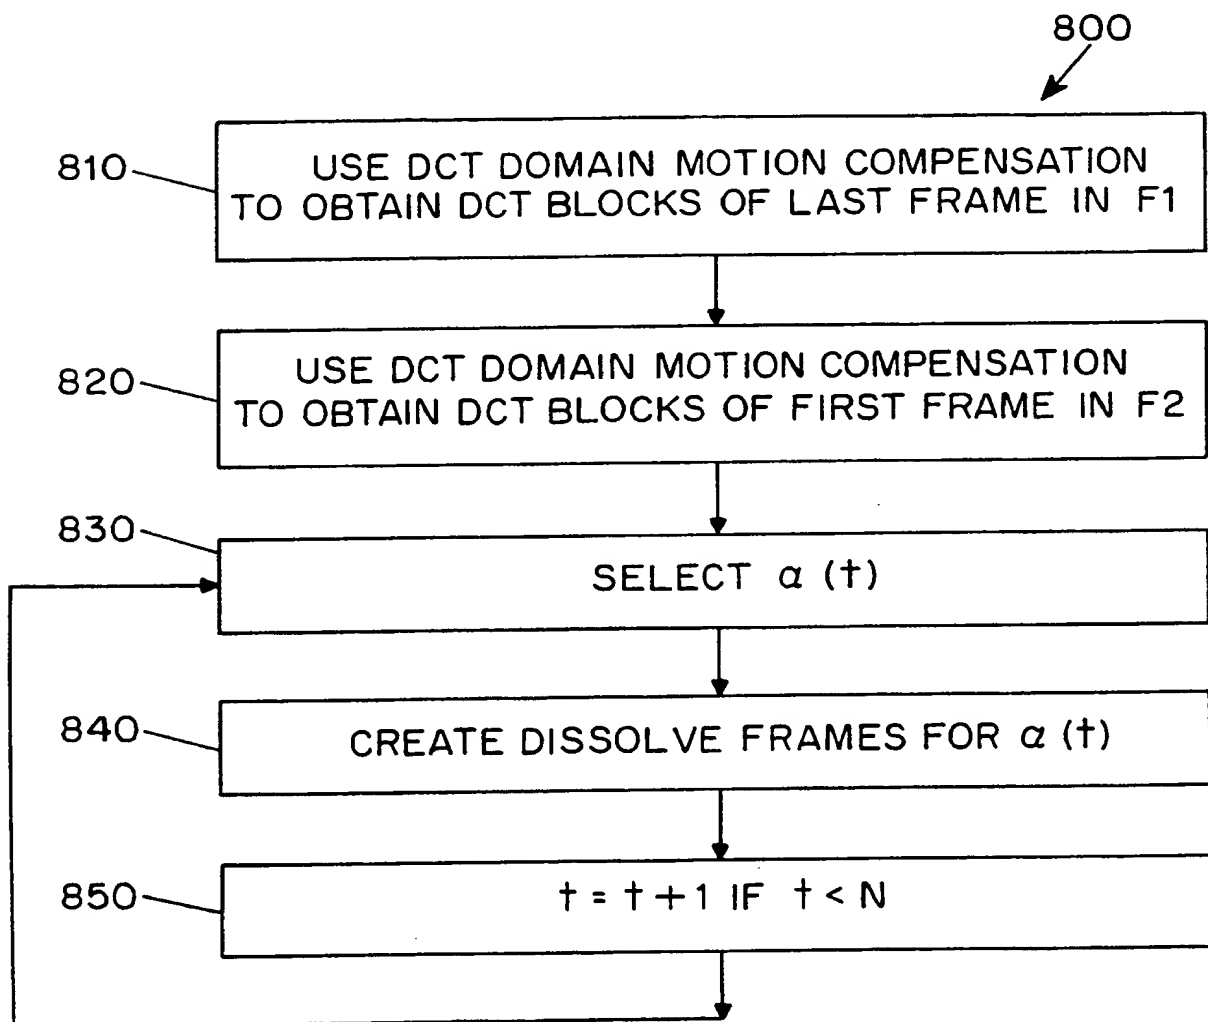 800
810
USE DCT DOMAIN MOTION COMPENSATION
TO OBTAIN DCT BLOCKS OF LAST FRAME IN F1
820
USE DCT DOMAIN MOTION COMPENSATION
TO OBTAIN DCT BLOCKS OF FIRST FRAME IN F2
830
SELECT α (t)
840
CREATE DISSOLVE FRAMES FOR α (t)
850
t = t + 1 IF t < N